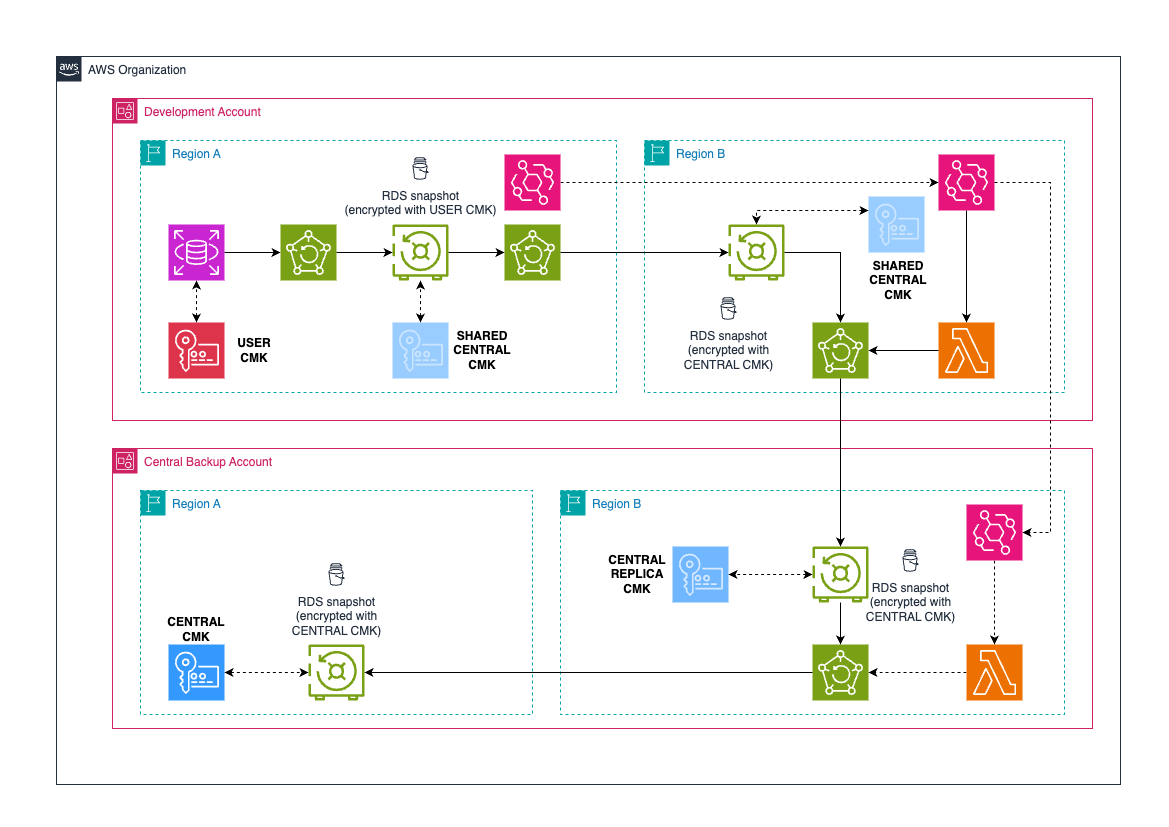 aws
AWS Organization
Development Account
Region A
RDS snapshot
(encrypted with USER CMK)
USER
CMK
SHARED
CENTRAL
CMK
Region B
SHARED
CENTRAL
CMK
RDS snapshot
(encrypted with
CENTRAL CMK)
Central Backup Account
Region A
RDS snapshot
(encrypted with
CENTRAL CMK)
CENTRAL
CMK
Region B
CENTRAL
REPLICA
CMK
RDS snapshot
(encrypted with
CENTRAL CMK)